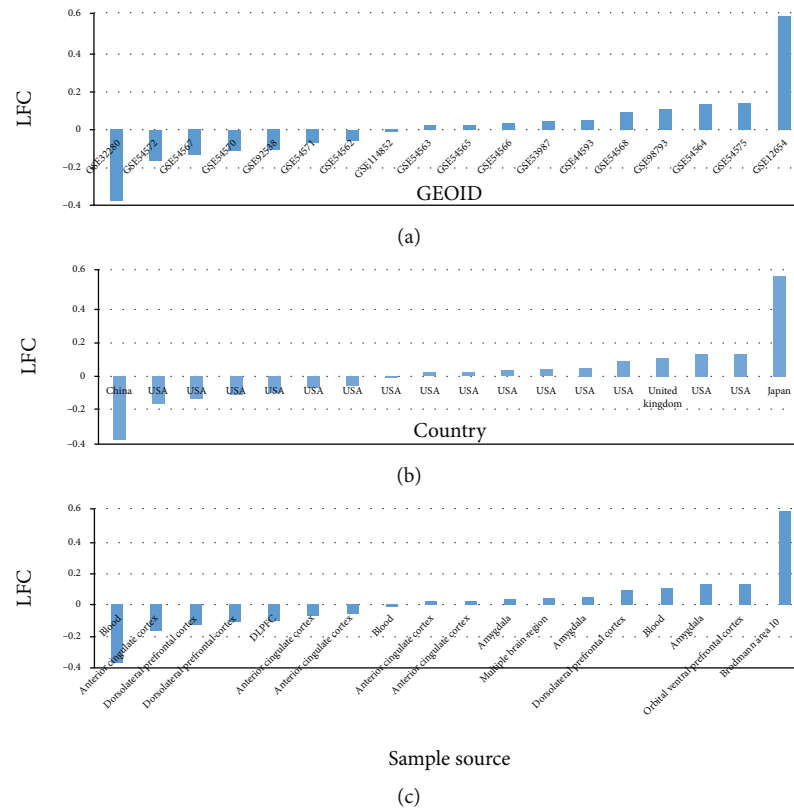 0.6
0.4
0.2
0
–0.2
–0.4
LFC
GSE32280
GSE54572
GSE54567
GSE54570
GSE92538
GSE54571
GSE54562
GSE114852
GSE54563
GSE54565
GSE54566
GSE53987
GSE44593
GSE54568
GSE98793
GSE54564
GSE54575
GSE12654
GEOID
(a)
0.6
0.4
0.2
0
–0.2
–0.4
LFC
China
USA
USA
USA
USA
USA
USA
USA
USA
USA
USA
USA
USA
USA
United
kingdom
USA
USA
Japan
Country
(b)
0.6
0.4
0.2
0
–0.2
–0.4
LFC
Blood
Anterior cingulate cortex
Dorsolateral prefrontal cortex
Dorsolateral prefrontal cortex
DLPFC
Anterior cingulate cortex
Anterior cingulate cortex
Blood
Anterior cingulate cortex
Anterior cingulate cortex
Amygdala
Multiple brain region
Amygdala
Dorsolateral prefrontal cortex
Blood
Amygdala
Orbital ventral prefrontal cortex
Brodmann area 10
Sample source
(c)